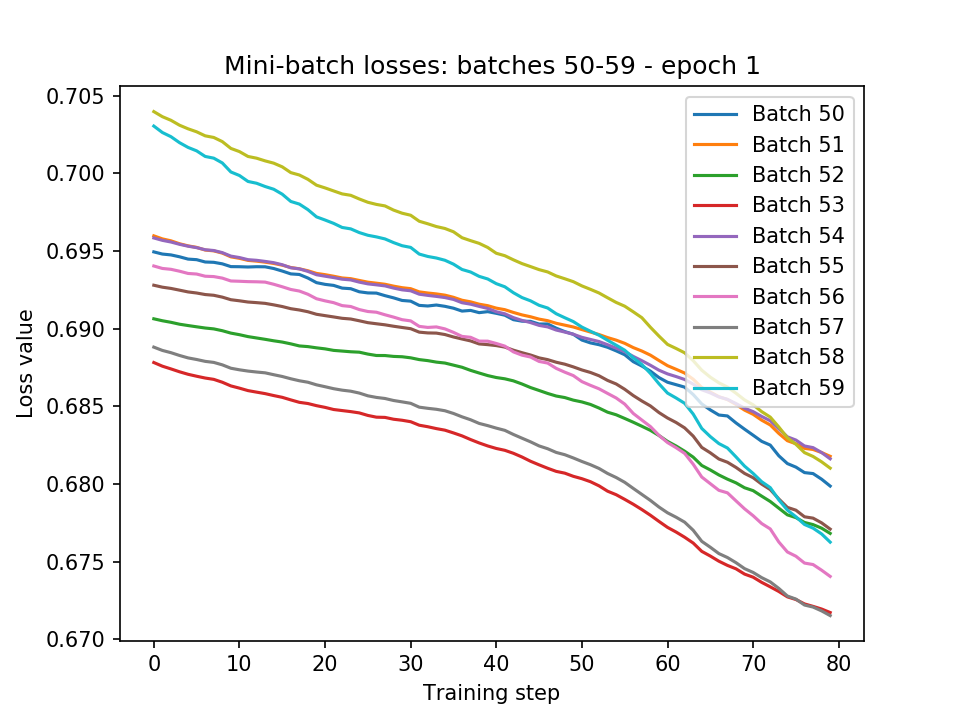 Mini-batch losses: batches 50-59 - epoch 1
0.705
0.700
0.695
0.690
0.685
0.680
0.675
0.670
Loss value
0 10 20 30 40 50 60 70 80
Training step
Batch 50
Batch 51
Batch 52
Batch 53
Batch 54
Batch 55
Batch 56
Batch 57
Batch 58
Batch 59